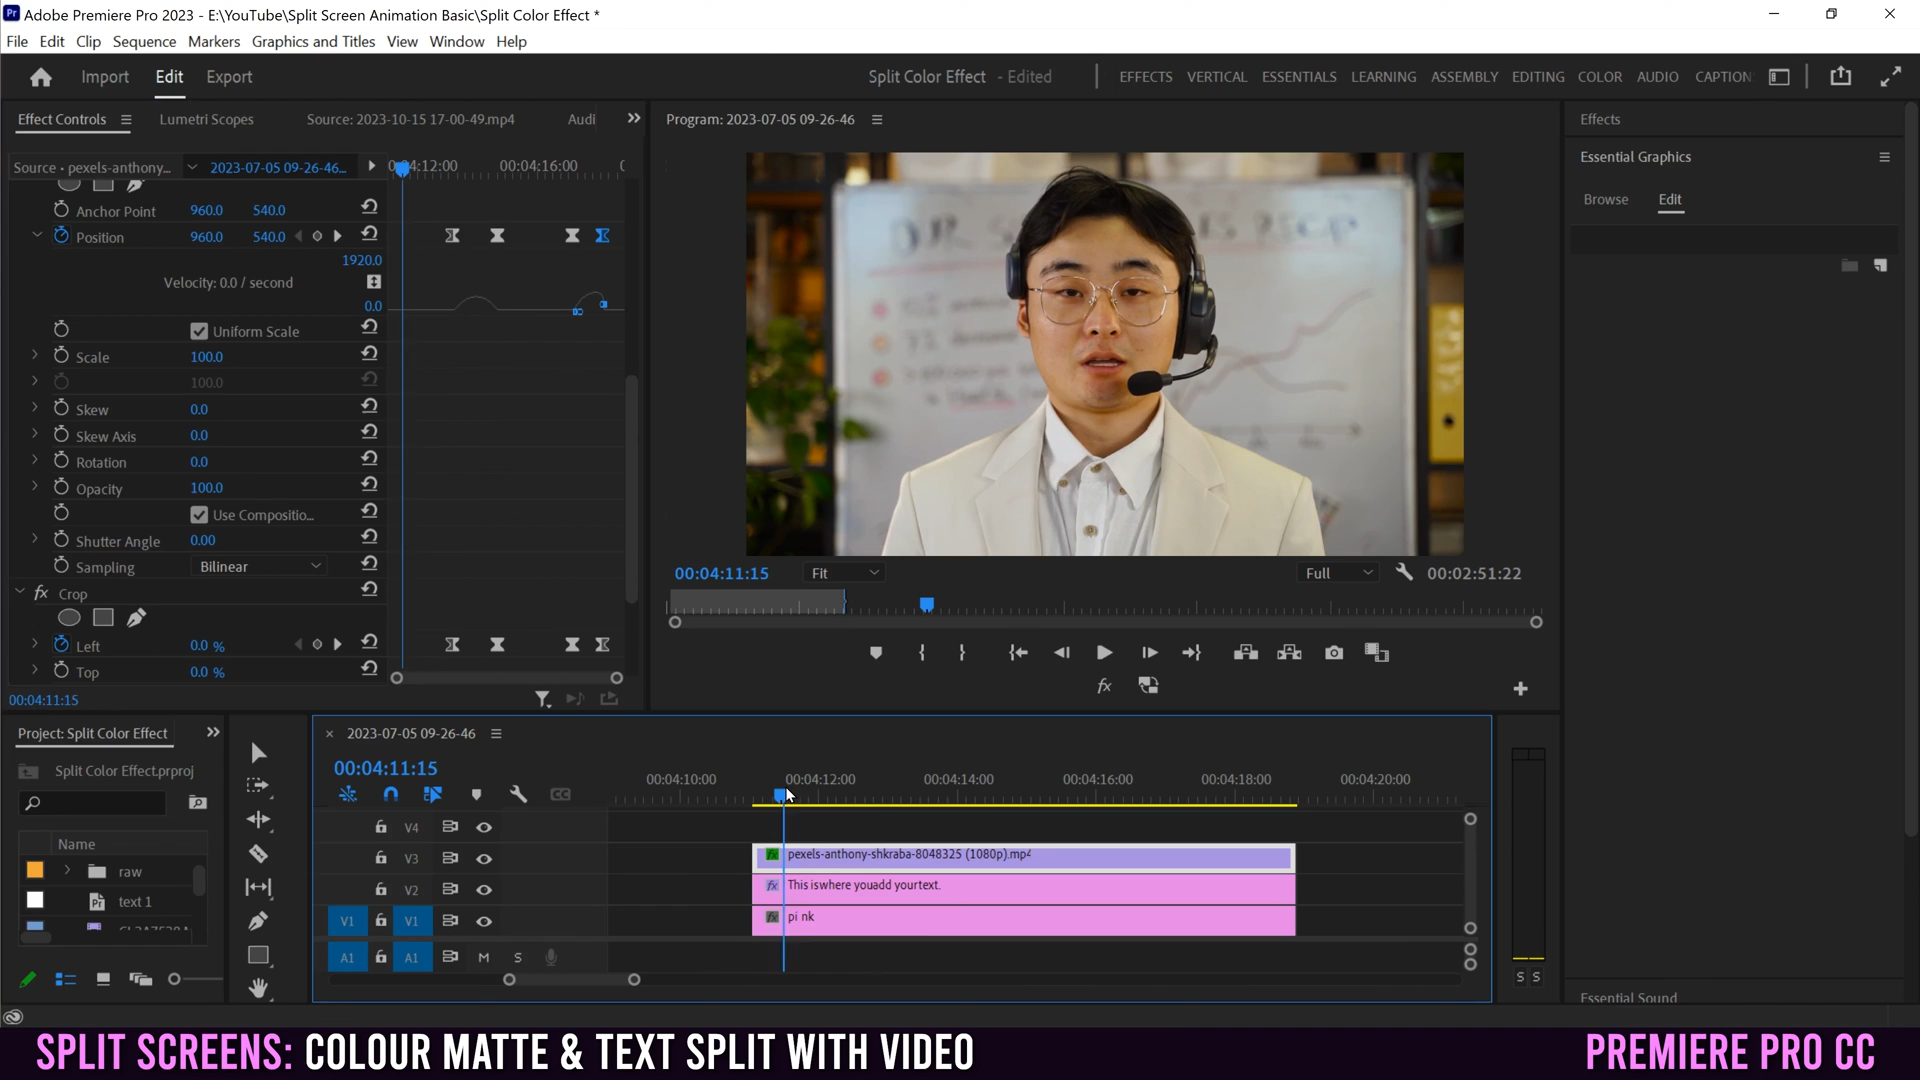 Pr Adobe Premiere Pro 2023 - E:\YouTube\Split Screen Animation Basic\Split Color Effect *
File Edit Clip Sequence Markers Graphics and Titles View Window Help
Import Edit Export
Split Color Effect - Edited
EFFECTS VERTICAL ESSENTIALS LEARNING ASSEMBLY EDITING COLOR AUDIO CAPTION
Effect Controls Lumetri Scopes Source: 2023-10-15 17-00-49.mp4 Audi
Source • pexels-anthony... 2023-07-05 09-26-46... 4:12:00 00:04:16:00
Anchor Point 960.0 540.0
Position 960.0 540.0
1920.0
Velocity: 0.0 / second
0.0
Uniform Scale
Scale 100.0
100.0
Skew 0.0
Skew Axis 0.0
Rotation 0.0
Opacity 100.0
Use Compositio...
Shutter Angle 0.00
Sampling Bilinear
fx Crop
Left 0.0 %
Top 0.0 %
00:04:11:15
Program: 2023-07-05 09-26-46
00:04:11:15 Fit Full 00:02:51:22
fx
Effects
Essential Graphics
Browse Edit
Essential Sound
Project: Split Color Effect
Split Color Effect.prproj
Name
raw
text 1
2023-07-05 09-26-46
00:04:11:15
00:04:10:00 00:04:12:00 00:04:14:00 00:04:16:00 00:04:18:00 00:04:20:00
CC
V4
V3 fx pexels-anthony-shkraba-8048325 (1080p).mp4
V2 fx This iswhere youadd yourtext.
V1 V1 fx pi nk
A1 A1 M S
S S
SPLIT SCREENS: COLOUR MATTE & TEXT SPLIT WITH VIDEO
PREMIERE PRO CC